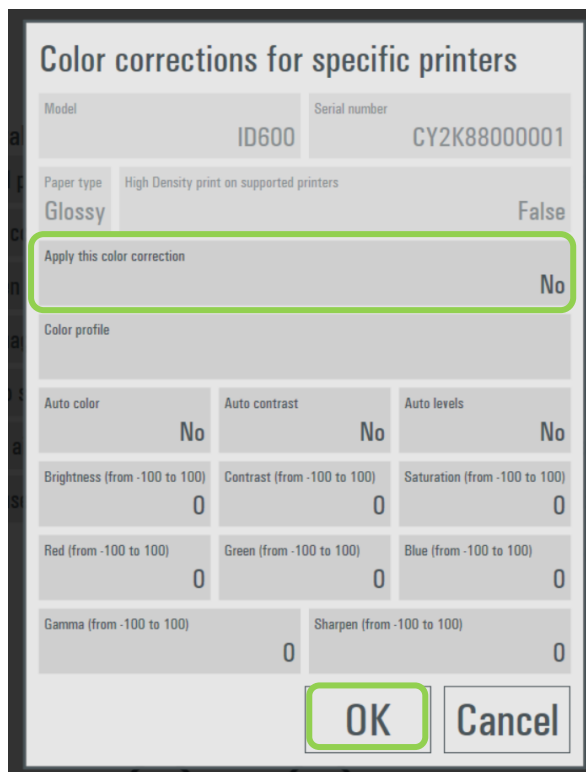 Color corrections for specific printers
Model
ID600
Serial number
CY2K88000001
Paper type
Glossy
High Density print on supported printers
False
Apply this color correction
No
Color profile
Auto color
No
Auto contrast
No
Auto levels
No
Brightness (from -100 to 100)
0
Contrast (from -100 to 100)
0
Saturation (from -100 to 100)
0
Red (from -100 to 100)
0
Green (from -100 to 100)
0
Blue (from -100 to 100)
0
Gamma (from -100 to 100)
0
Sharpen (from -100 to 100)
0
OK
Cancel